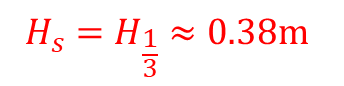 H_s = H_{1/3} ≈ 0.38m